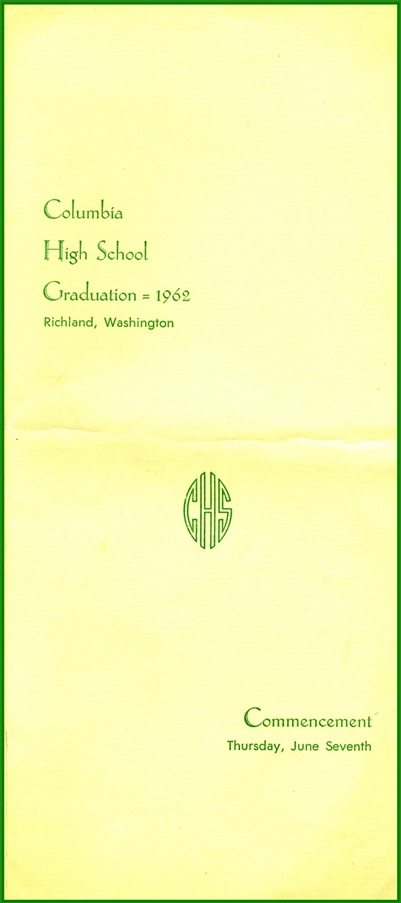 Columbia
High School
Graduation = 1962
Richland, Washington
CHS
Commencement
Thursday, June Seventh